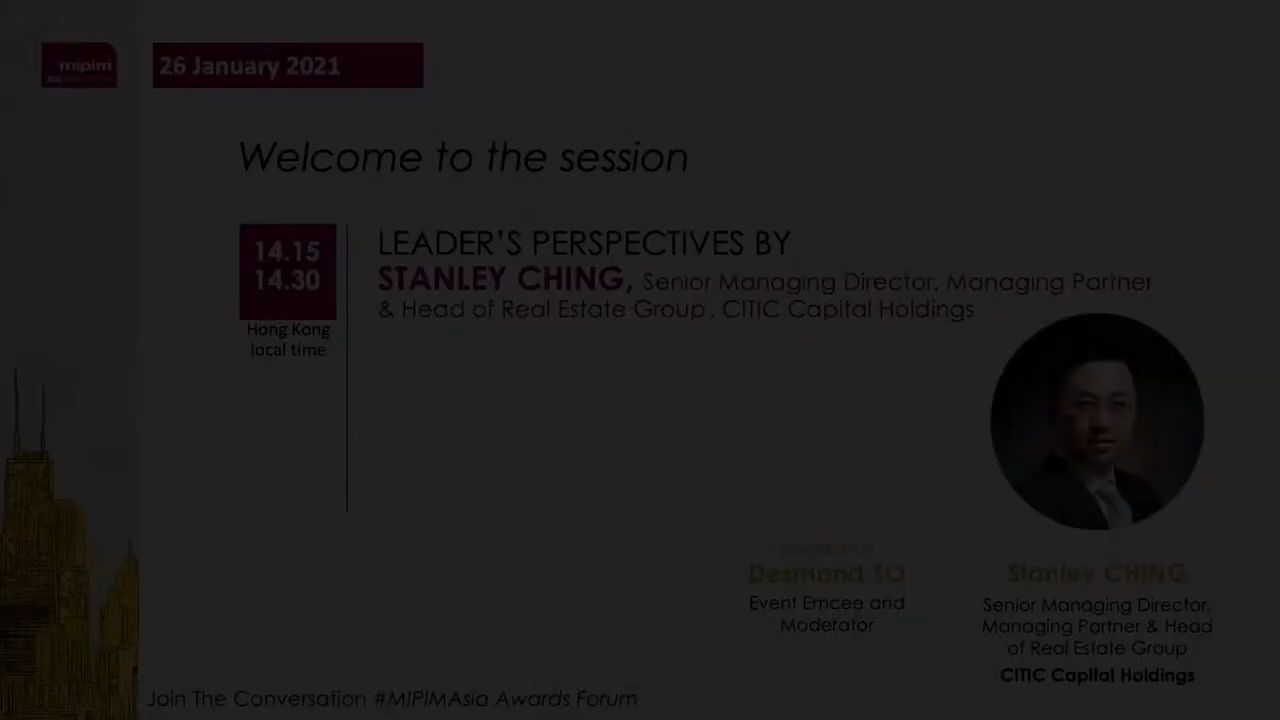 mipim
26 January 2021
Welcome to the session
14.15
14.30
Hong Kong
local time
LEADER'S PERSPECTIVES BY
STANLEY CHING, Senior Managing Director, Managing Partner
& Head of Real Estate Group, CITIC Capital Holdings
Desmond SO
Event Emcee and
Moderator
Stanley CHING
Senior Managing Director,
Managing Partner & Head
of Real Estate Group
CITIC Capital Holdings
Join The Conversation #MIPIMAsia Awards Forum